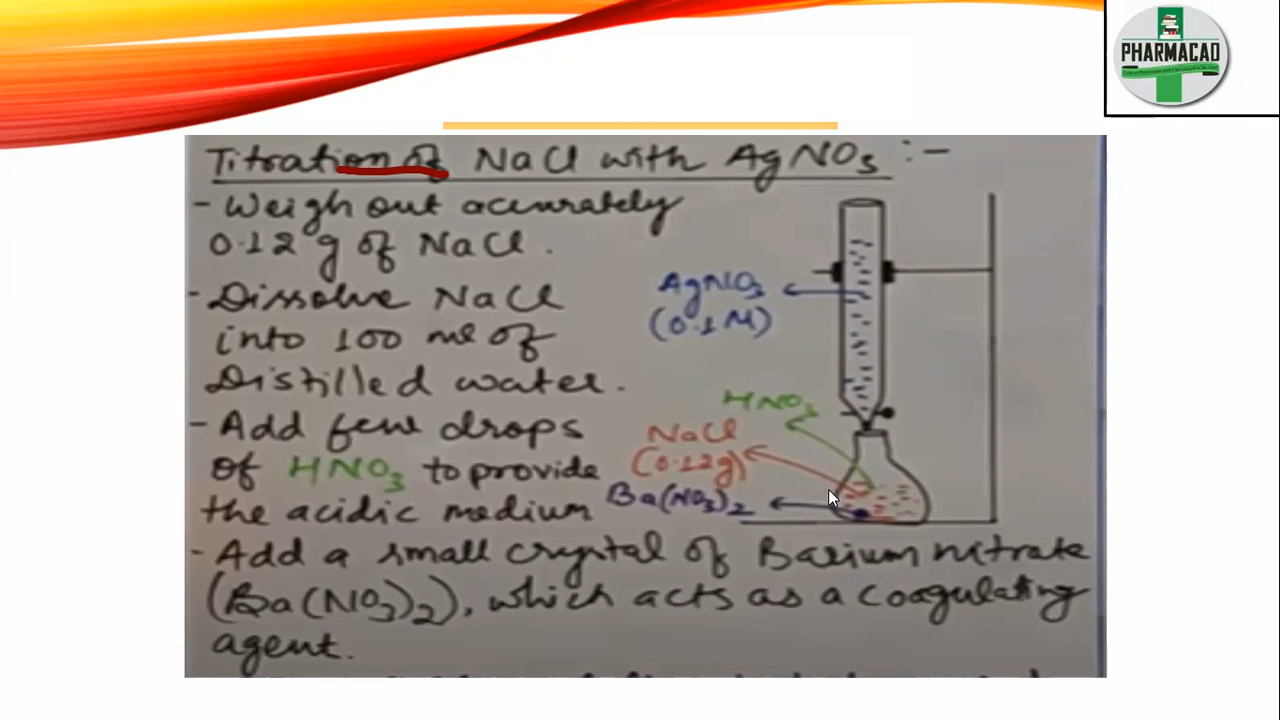 PHARMACAD
Titration of NaCl with AgNO3 :-
- Weigh out accurately
0.12 g of NaCl.
- Dissolve NaCl
into 100 ml of
Distilled water.
- Add few drops
of HNO3 to provide
the acidic medium
- Add a small crystal of Barium nitrate
(Ba(NO3)2), which acts as a coagulating
agent.
AgNO3
(0.1M)
HNO3
NaCl
(0.12g)
Ba(NO3)2